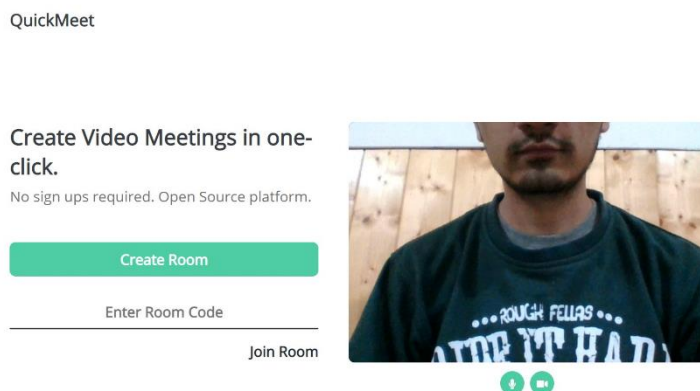 QuickMeet
Create Video Meetings in one-
click.
No sign ups required. Open Source platform.
Create Room
Enter Room Code
Join Room
ROUGH FELLAS
IT